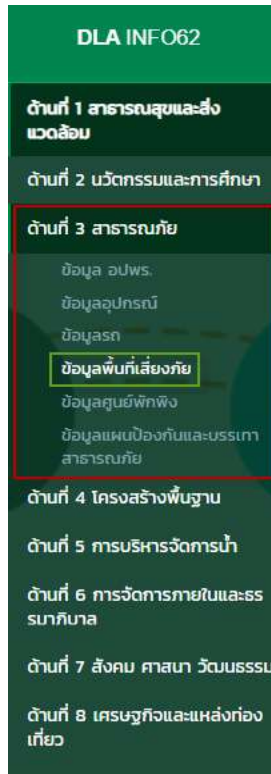 DLA INFO62
ด้านที่ 1 สาธารณสุขและสิ่ง
แวดล้อม
ด้านที่ 2 นวัตกรรมและการศึกษา
ด้านที่ 3 สาธารณภัย
ข้อมูล อปพร.
ข้อมูลอุปกรณ์
ข้อมูลรถ
ข้อมูลพื้นที่เสี่ยงภัย
ข้อมูลศูนย์พักพิง
ข้อมูลแผนป้องกันและบรรเทา
สาธารณภัย
ด้านที่ 4 โครงสร้างพื้นฐาน
ด้านที่ 5 การบริหารจัดการน้ำ
ด้านที่ 6 การจัดการภายในและธร
รมาภิบาล
ด้านที่ 7 สังคม ศาสนา วัฒนธรรม
ด้านที่ 8 เศรษฐกิจและแหล่งท่อง
เที่ยว